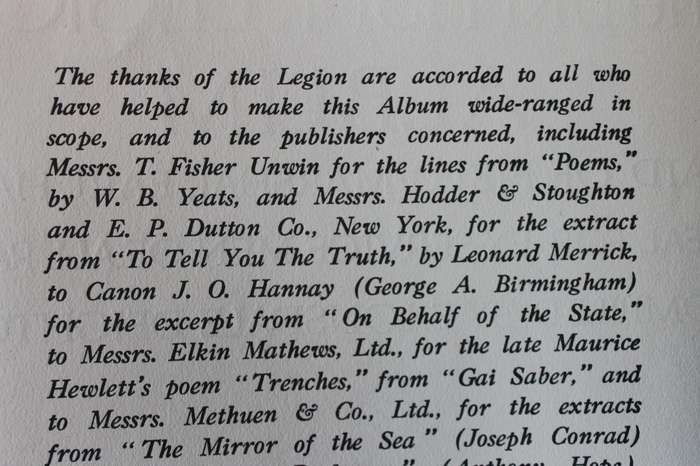 The thanks of the Legion are accorded to all who
have helped to make this Album wide-ranged in
scope, and to the publishers concerned, including
Messrs. T. Fisher Unwin for the lines from “Poems,”
by W. B. Yeats, and Messrs. Hodder & Stoughton
and E. P. Dutton Co., New York, for the extract
from “To Tell You The Truth,” by Leonard Merrick,
to Canon J. O. Hannay (George A. Birmingham)
for the excerpt from “On Behalf of the State,”
to Messrs. Elkin Mathews, Ltd., for the late Maurice
Hewlett’s poem “Trenches,” from “Gai Saber,” and
to Messrs. Methuen & Co., Ltd., for the extracts
from “The Mirror of the Sea” (Joseph Conrad)
(Anthony Hope)